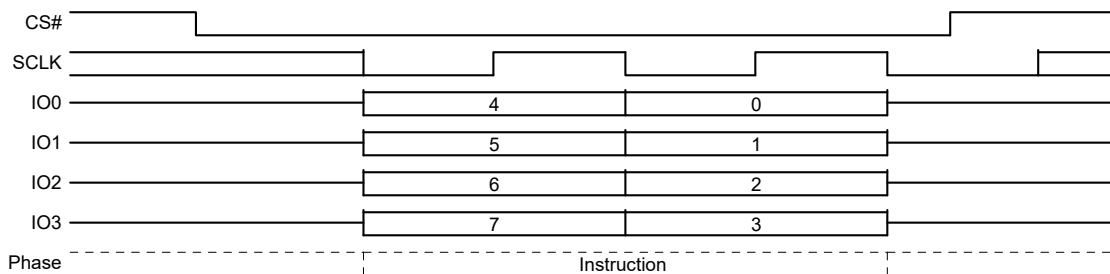 CS#
SCLK
IO0 4 0
IO1 5 1
IO2 6 2
IO3 7 3
Phase Instruction